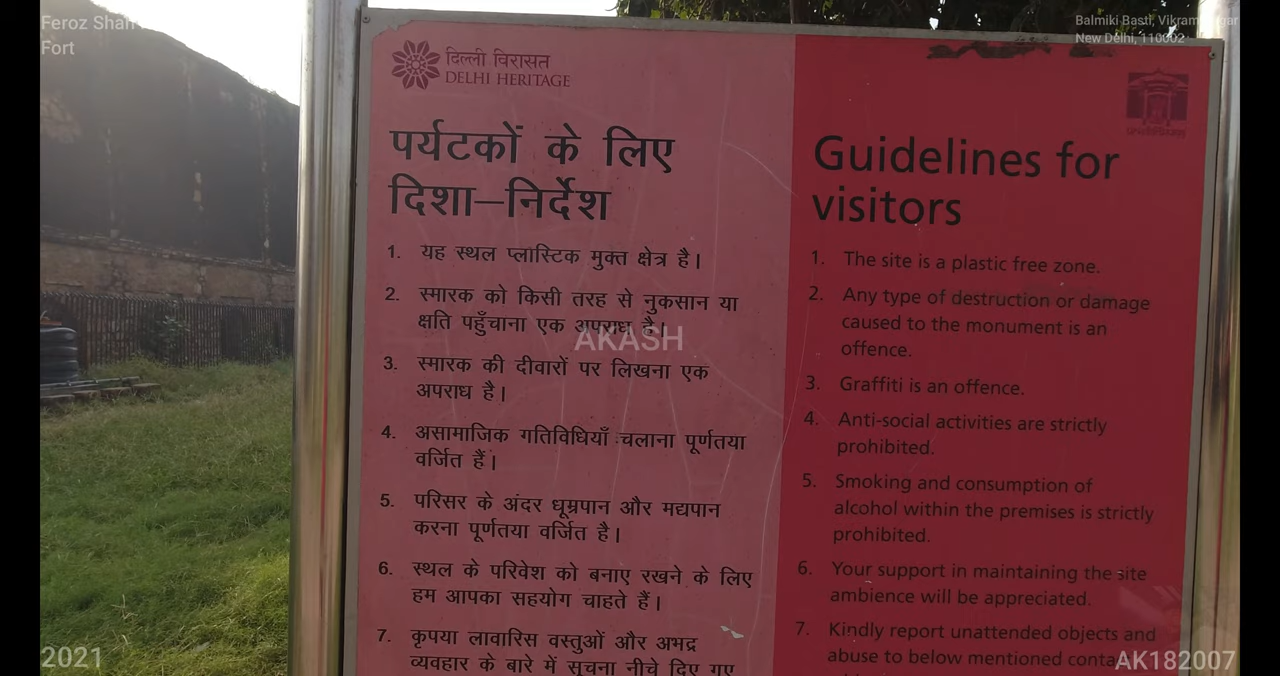 Feroz Shah
Fort
Balmiki Basti, Vikram Nagar
New Delhi, 110002
दिल्ली विरासत
DELHI HERITAGE
पर्यटकों के लिए
दिशा–निर्देश
1. यह स्थल प्लास्टिक मुक्त क्षेत्र है।
2. स्मारक को किसी तरह से नुकसान या
क्षति पहुँचाना एक अपराध है।
3. स्मारक की दीवारों पर लिखना एक
अपराध है।
4. असामाजिक गतिविधियाँ चलाना पूर्णतया
वर्जित हैं।
5. परिसर के अंदर धूम्रपान और मद्यपान
करना पूर्णतया वर्जित है।
6. स्थल के परिवेश को बनाए रखने के लिए
हम आपका सहयोग चाहते हैं।
7. कृपया लावारिस वस्तुओं और अभद्र
व्यवहार के बारे में सूचना नीचे दिए गए
Guidelines for
visitors
1. The site is a plastic free zone.
2. Any type of destruction or damage
caused to the monument is an
offence.
3. Graffiti is an offence.
4. Anti-social activities are strictly
prohibited.
5. Smoking and consumption of
alcohol within the premises is strictly
prohibited.
6. Your support in maintaining the site
ambience will be appreciated.
7. Kindly report unattended objects and
abuse to below mentioned
AKASH
2021
AK182007